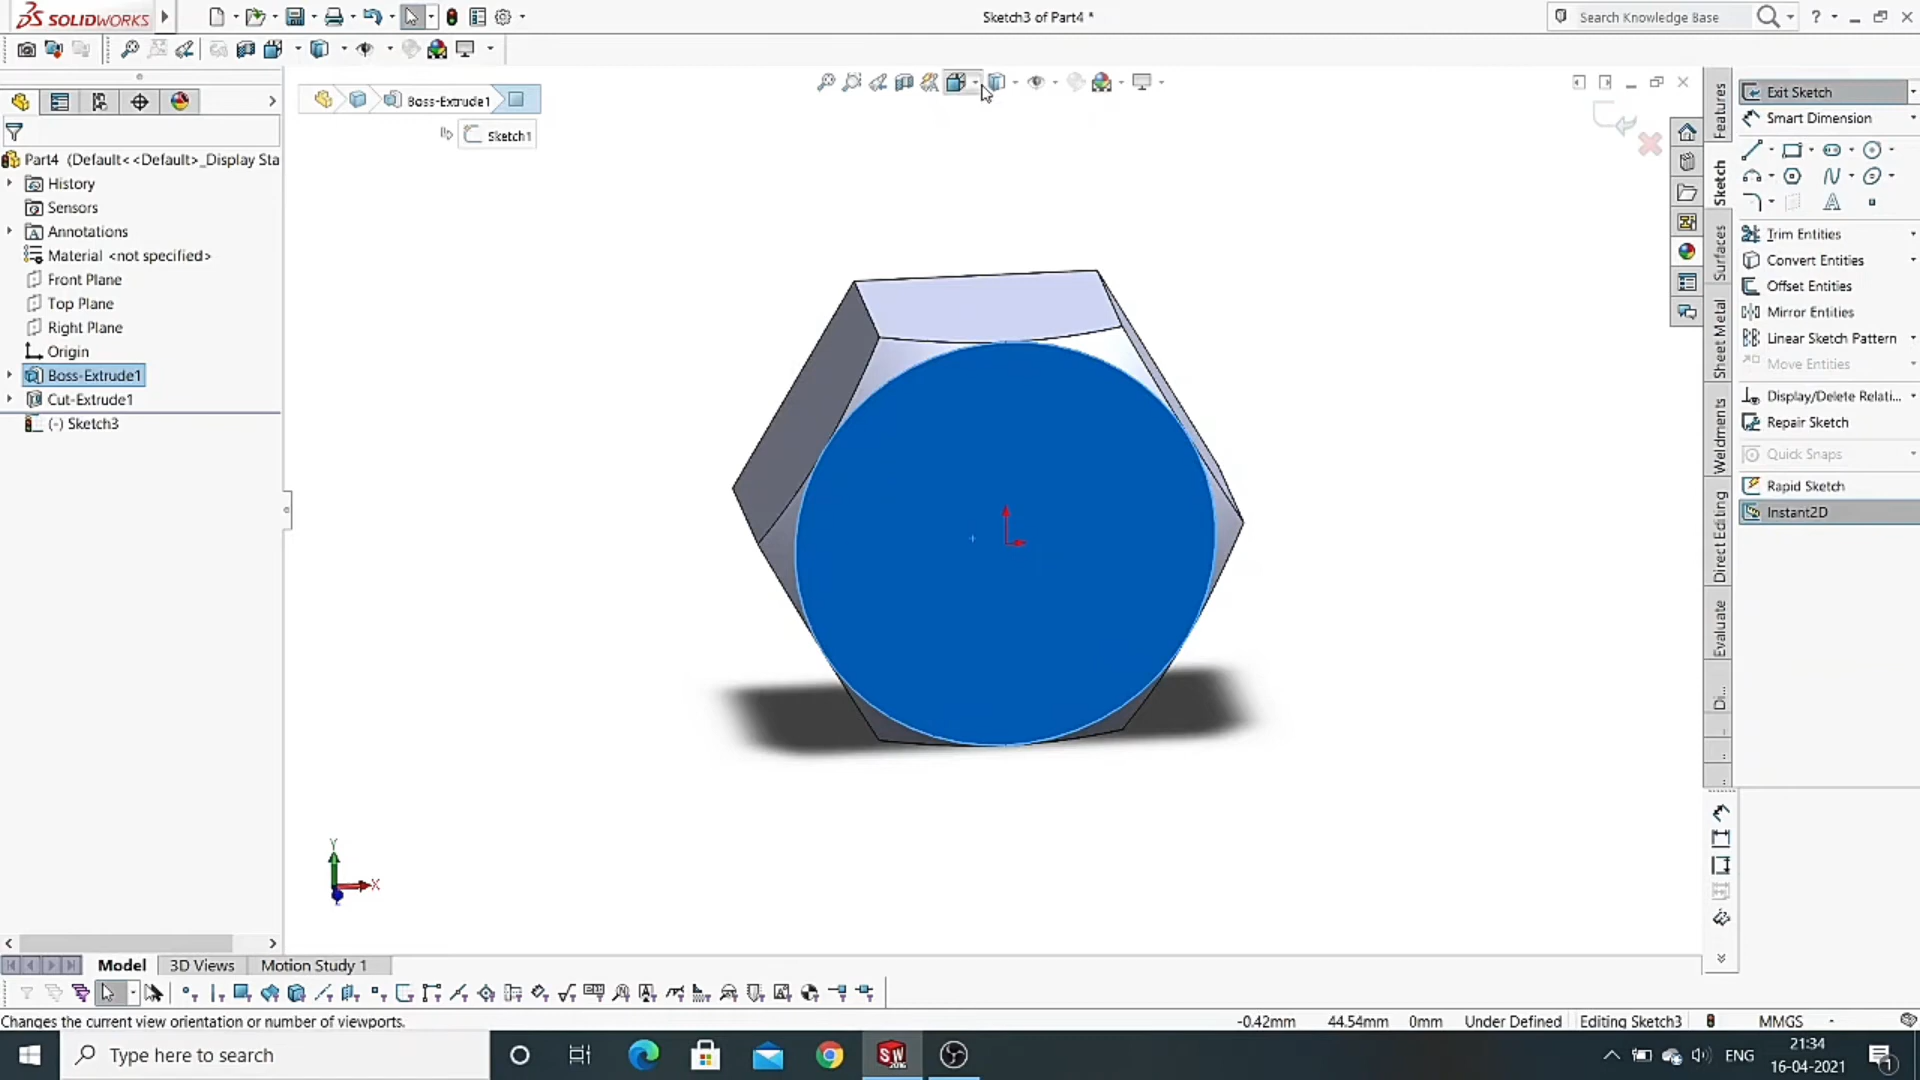 SOLIDWORKS
Sketch3 of Part4 *
Search Knowledge Base
?
Boss-Extrude1
Sketch1
Part4 (Default<<Default>_Display Sta
History
Sensors
Annotations
Material <not specified>
Front Plane
Top Plane
Right Plane
Origin
Boss-Extrude1
Cut-Extrude1
(-) Sketch3
Features
Sketch
Surfaces
Sheet Metal
Weldments
Direct Editing
Evaluate
Di...
Exit Sketch
Smart Dimension
Trim Entities
Convert Entities
Offset Entities
Mirror Entities
Linear Sketch Pattern
Move Entities
Display/Delete Relati...
Repair Sketch
Quick Snaps
Rapid Sketch
Instant2D
Y
X
Model
3D Views
Motion Study 1
Changes the current view orientation or number of viewports.
-0.42mm
44.54mm
0mm
Under Defined
Editing Sketch3
MMGS
-
Type here to search
SW
2016
ENG
21:34
16-04-2021
1